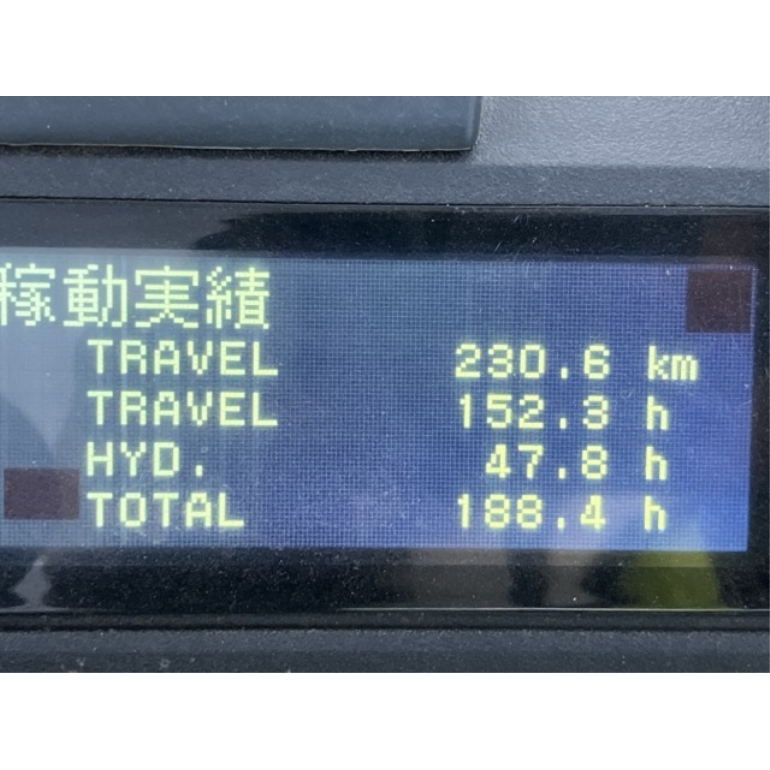 稼動実績
TRAVEL 230.6 km
TRAVEL 152.3 h
HYD. 47.8 h
TOTAL 188.4 h